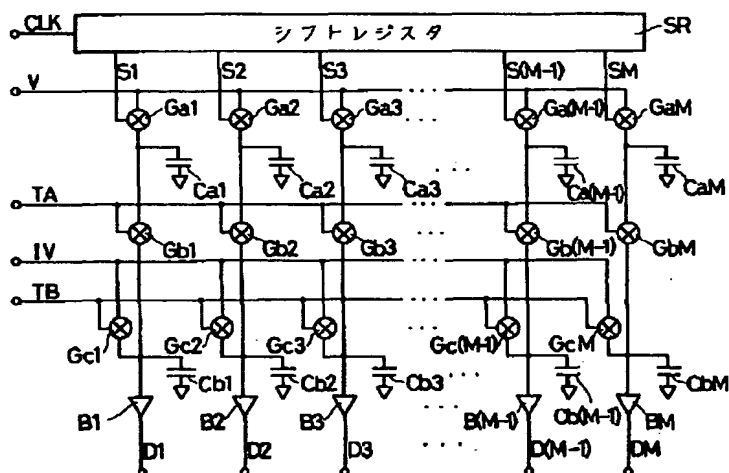 CLK
シフトレジスタ
SR
S1 S2 S3 S(M-1) SM
V
Ga1 Ga2 Ga3 Ga(M-1) GaM
Ca1 Ca2 Ca3 Ca(M-1) CaM
TA
Gb1 Gb2 Gb3 Gb(M-1) GbM
IV
TB
Gc1 Gc2 Gc3 Gc(M-1) GcM
Cb1 Cb2 Cb3 Cb(M-1) CbM
B1 B2 B3 B(M-1) BM
D1 D2 D3 D(M-1) DM